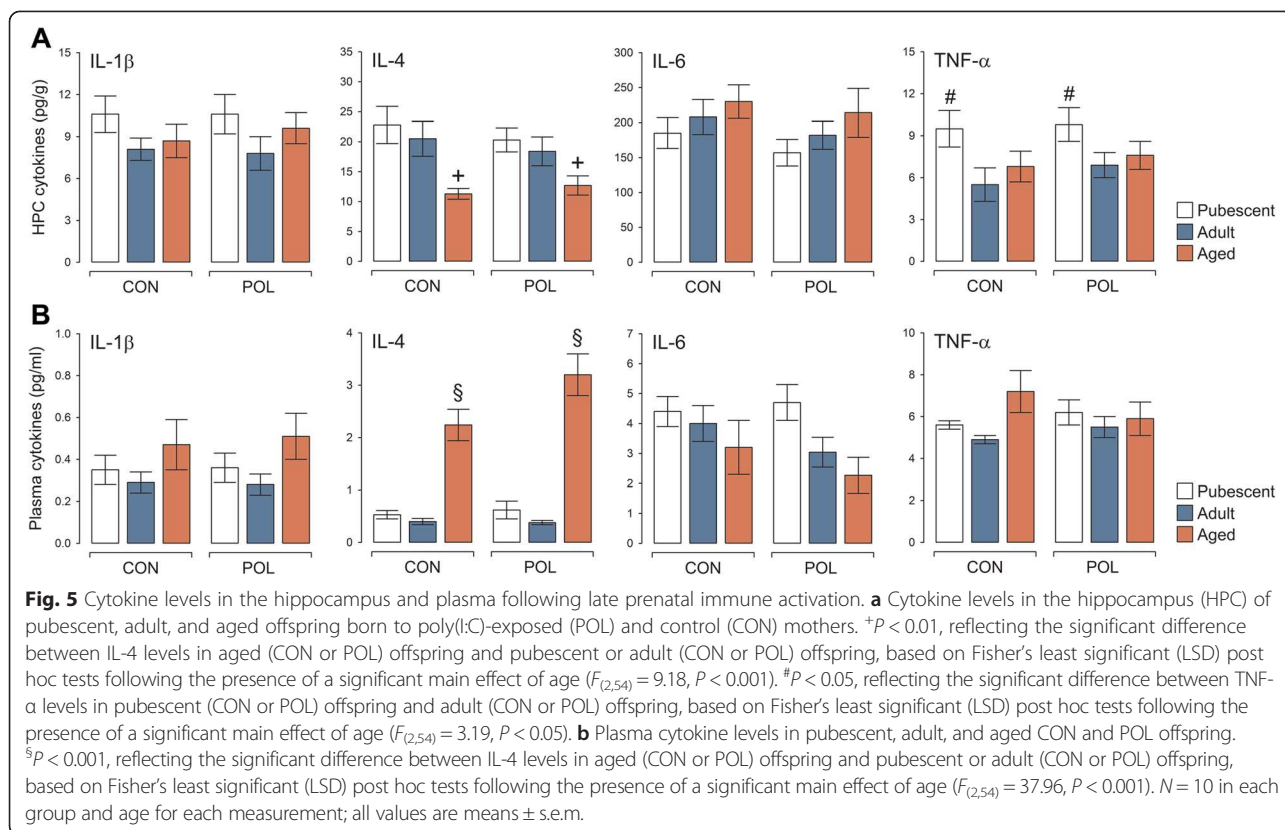 A
IL-1β
IL-4
IL-6
TNF-α
HPC cytokines (pg/g)
15
12
9
6
3
0
35
30
25
20
15
10
5
0
300
250
200
150
100
50
0
15
12
9
6
3
0
+
+
#
#
CON
POL
CON
POL
CON
POL
CON
POL
Pubescent
Adult
Aged
B
IL-1β
IL-4
IL-6
TNF-α
Plasma cytokines (pg/ml)
1.0
0.8
0.6
0.4
0.2
0.0
4
3
2
1
0
7
6
5
4
3
2
1
0
10
8
6
4
2
0
§
§
CON
POL
CON
POL
CON
POL
CON
POL
Pubescent
Adult
Aged
Fig. 5 Cytokine levels in the hippocampus and plasma following late prenatal immune activation. a Cytokine levels in the hippocampus (HPC) of
pubescent, adult, and aged offspring born to poly(I:C)-exposed (POL) and control (CON) mothers. +P < 0.01, reflecting the significant difference
between IL-4 levels in aged (CON or POL) offspring and pubescent or adult (CON or POL) offspring, based on Fisher's least significant (LSD) post
hoc tests following the presence of a significant main effect of age (F(2,54) = 9.18, P < 0.001). #P < 0.05, reflecting the significant difference between TNF-
α levels in pubescent (CON or POL) offspring and adult (CON or POL) offspring, based on Fisher's least significant (LSD) post hoc tests following the
presence of a significant main effect of age (F(2,54) = 3.19, P < 0.05). b Plasma cytokine levels in pubescent, adult, and aged CON and POL offspring.
§P < 0.001, reflecting the significant difference between IL-4 levels in aged (CON or POL) offspring and pubescent or adult (CON or POL) offspring,
based on Fisher's least significant (LSD) post hoc tests following the presence of a significant main effect of age (F(2,54) = 37.96, P < 0.001). N = 10 in each
group and age for each measurement; all values are means ± s.e.m.